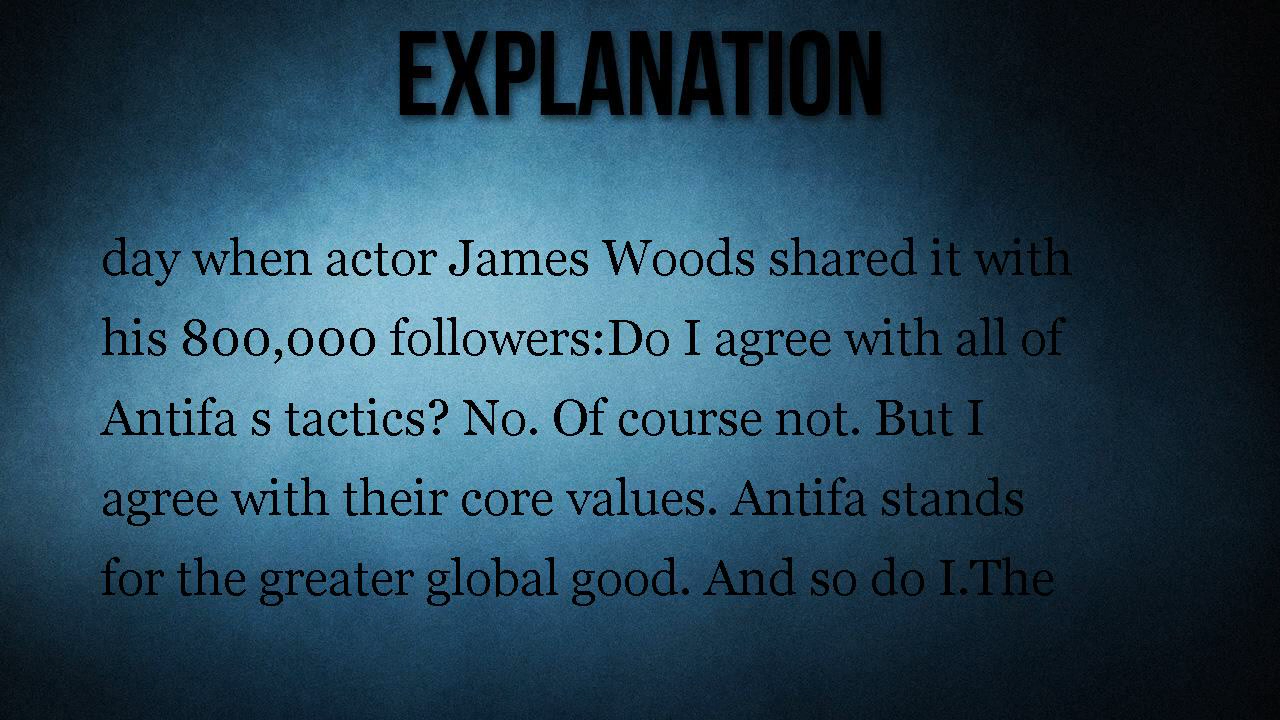 EXPLANATION
day when actor James Woods shared it with
his 800,000 followers:Do I agree with all of
Antifa s tactics? No. Of course not. But I
agree with their core values. Antifa stands
for the greater global good. And so do I.The